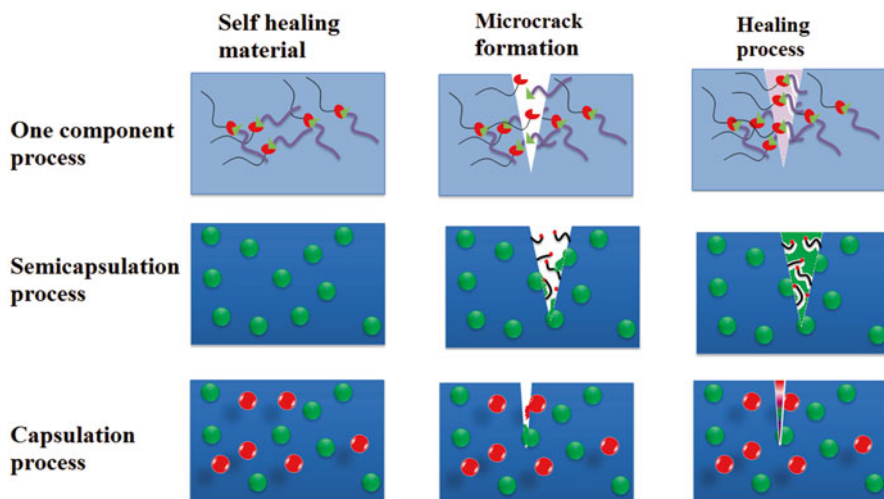 Self healing
material
Microcrack
formation
Healing
process
One component
process
Semicapsulation
process
Capsulation
process